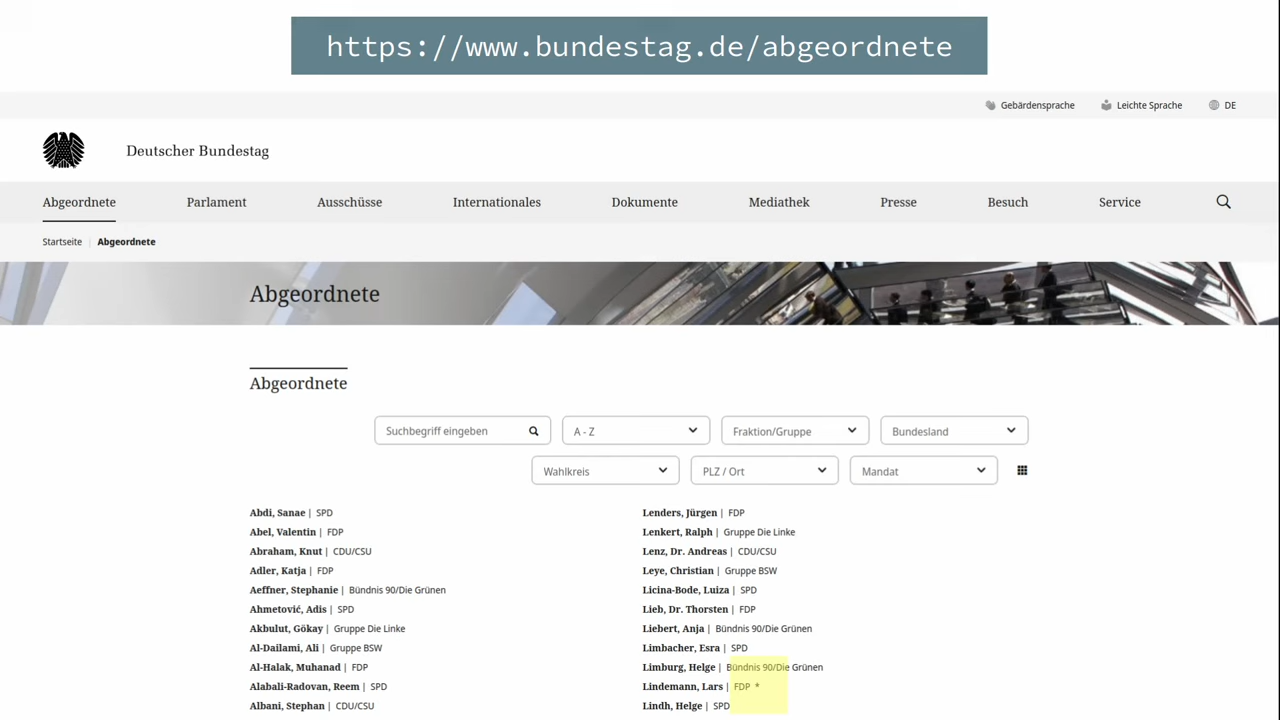 https://www.bundestag.de/abgeordnete
Gebärdensprache Leichte Sprache DE
Deutscher Bundestag
Abgeordnete Parlament Ausschüsse Internationales Dokumente Mediathek Presse Besuch Service
Startseite | Abgeordnete
Abgeordnete
Abgeordnete
Suchbegriff eingeben A - Z Fraktion/Gruppe Bundesland
Wahlkreis PLZ / Ort Mandat
Abdi, Sanae | SPD
Abel, Valentin | FDP
Abraham, Knut | CDU/CSU
Adler, Katja | FDP
Aeffner, Stephanie | Bündnis 90/Die Grünen
Ahmetović, Adis | SPD
Akbulut, Gökay | Gruppe Die Linke
Al-Dailami, Ali | Gruppe BSW
Al-Halak, Muhanad | FDP
Alabali-Radovan, Reem | SPD
Albani, Stephan | CDU/CSU
Lenders, Jürgen | FDP
Lenkert, Ralph | Gruppe Die Linke
Lenz, Dr. Andreas | CDU/CSU
Leye, Christian | Gruppe BSW
Licina-Bode, Luiza | SPD
Lieb, Dr. Thorsten | FDP
Liebert, Anja | Bündnis 90/Die Grünen
Limbacher, Esra | SPD
Limburg, Helge | Bündnis 90/Die Grünen
Lindemann, Lars | FDP *
Lindh, Helge | SPD